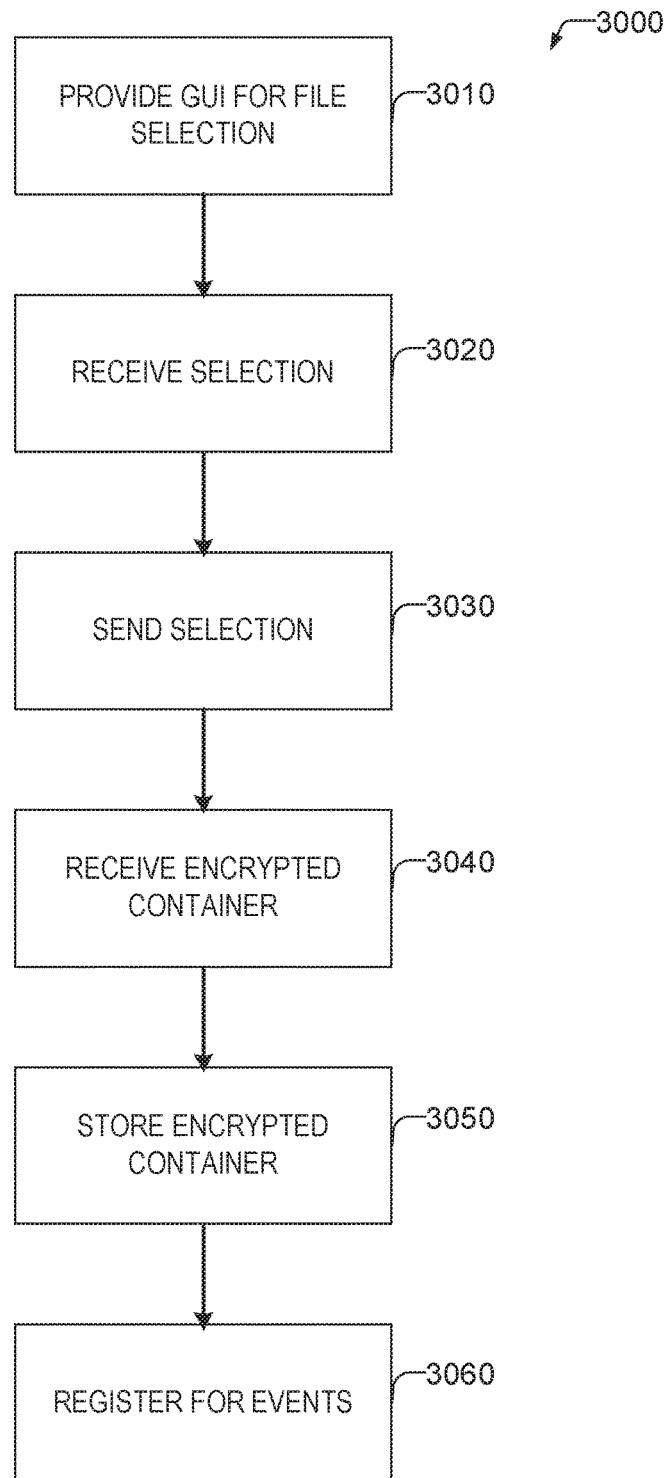 3000
PROVIDE GUI FOR FILE
SELECTION
3010
RECEIVE SELECTION
3020
SEND SELECTION
3030
RECEIVE ENCRYPTED
CONTAINER
3040
STORE ENCRYPTED
CONTAINER
3050
REGISTER FOR EVENTS
3060